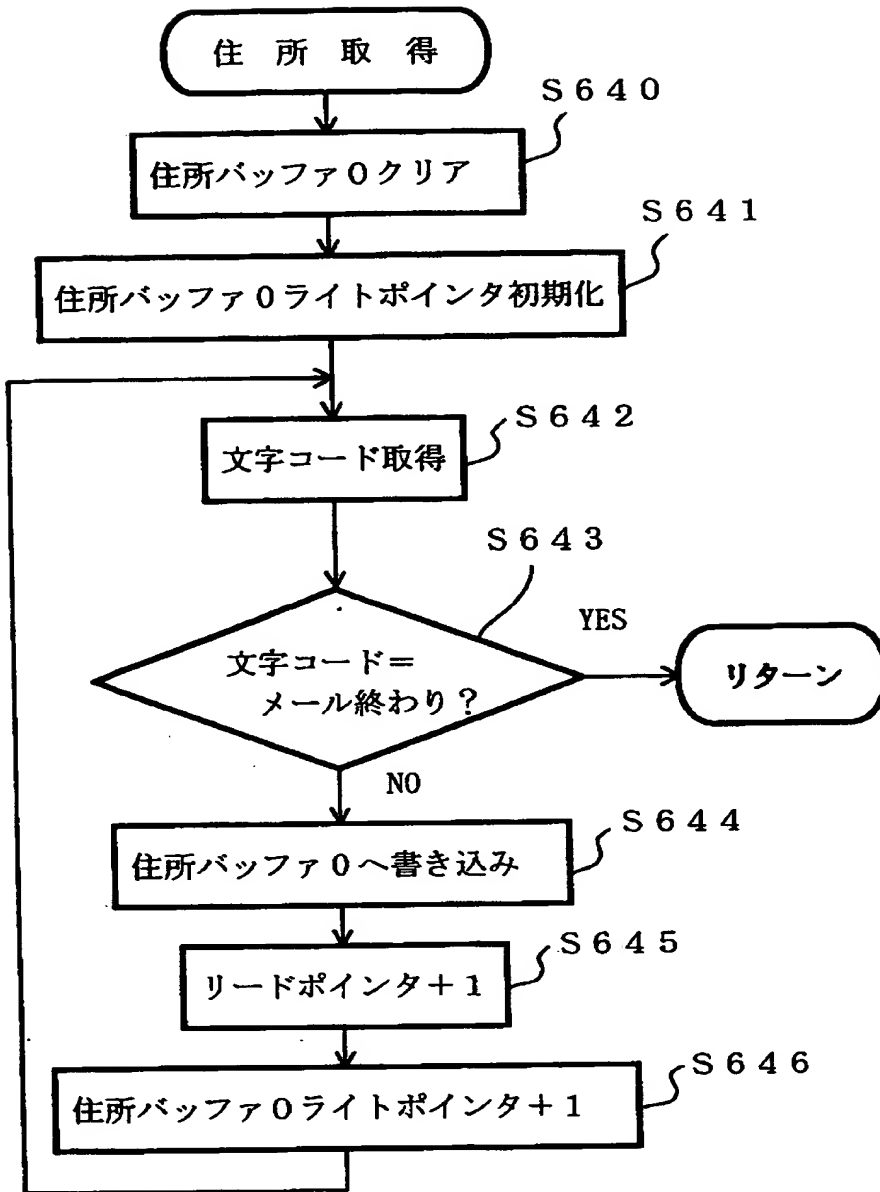 住所取得
S640
住所バッファ0クリア
S641
住所バッファ0ライトポインタ初期化
S642
文字コード取得
S643
文字コード=
メール終わり?
YES
リターン
NO
S644
住所バッファ0へ書き込み
S645
リードポインタ+1
S646
住所バッファ0ライトポインタ+1